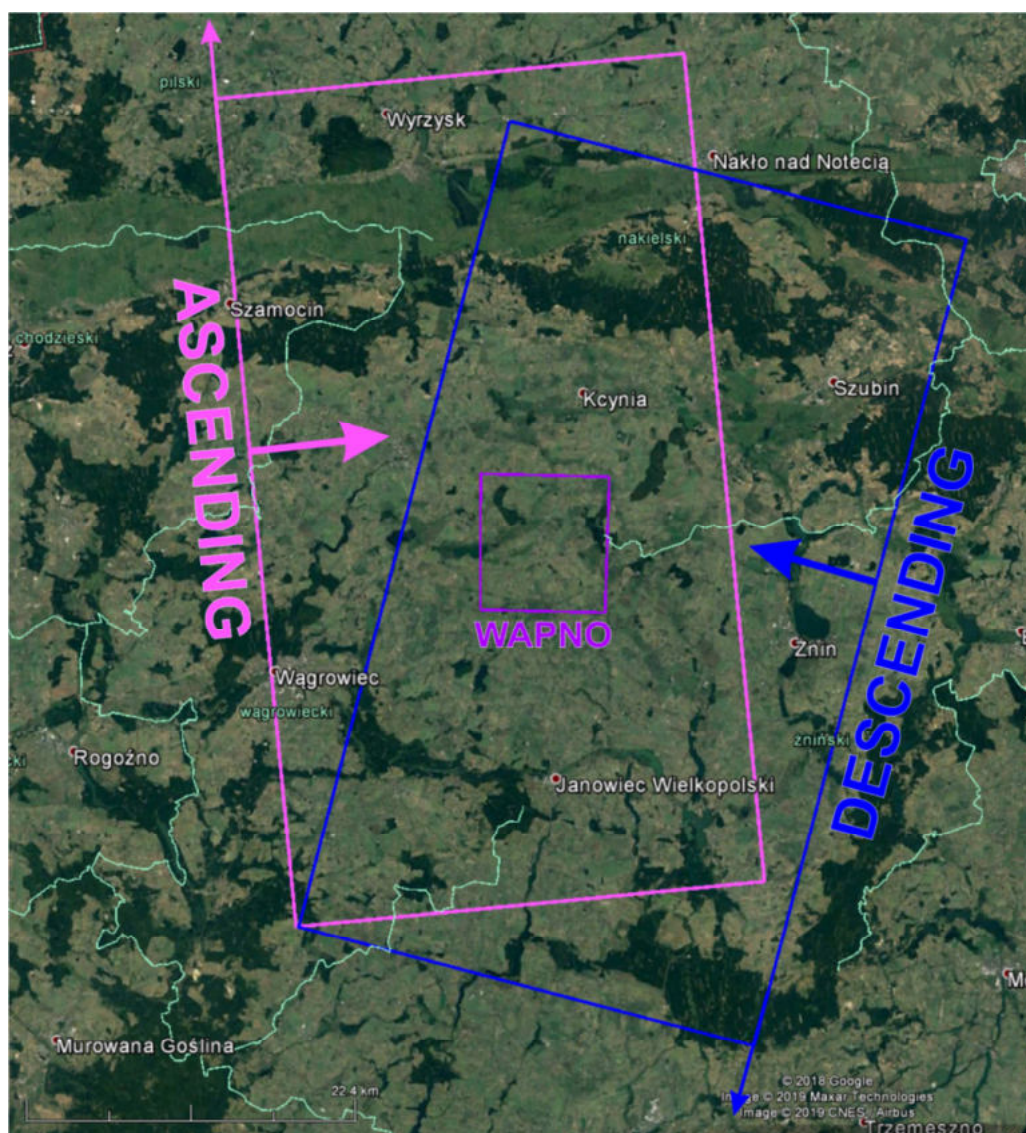 pilski
Wyrzysk
Nakło nad Notecią
nakielski
Szamocin
chodzieski
ASCENDING
Szubin
Kcynia
DESCENDING
WAPNO
Żnin
Wągrowiec
wągrowiecki
żniński
Rogoźno
Janowiec Wielkopolski
Murowana Goślina
22.4 km
© 2018 Google
Image © 2019 Maxar Technologies
Image © 2019 CNES / Airbus
Trzemeszno